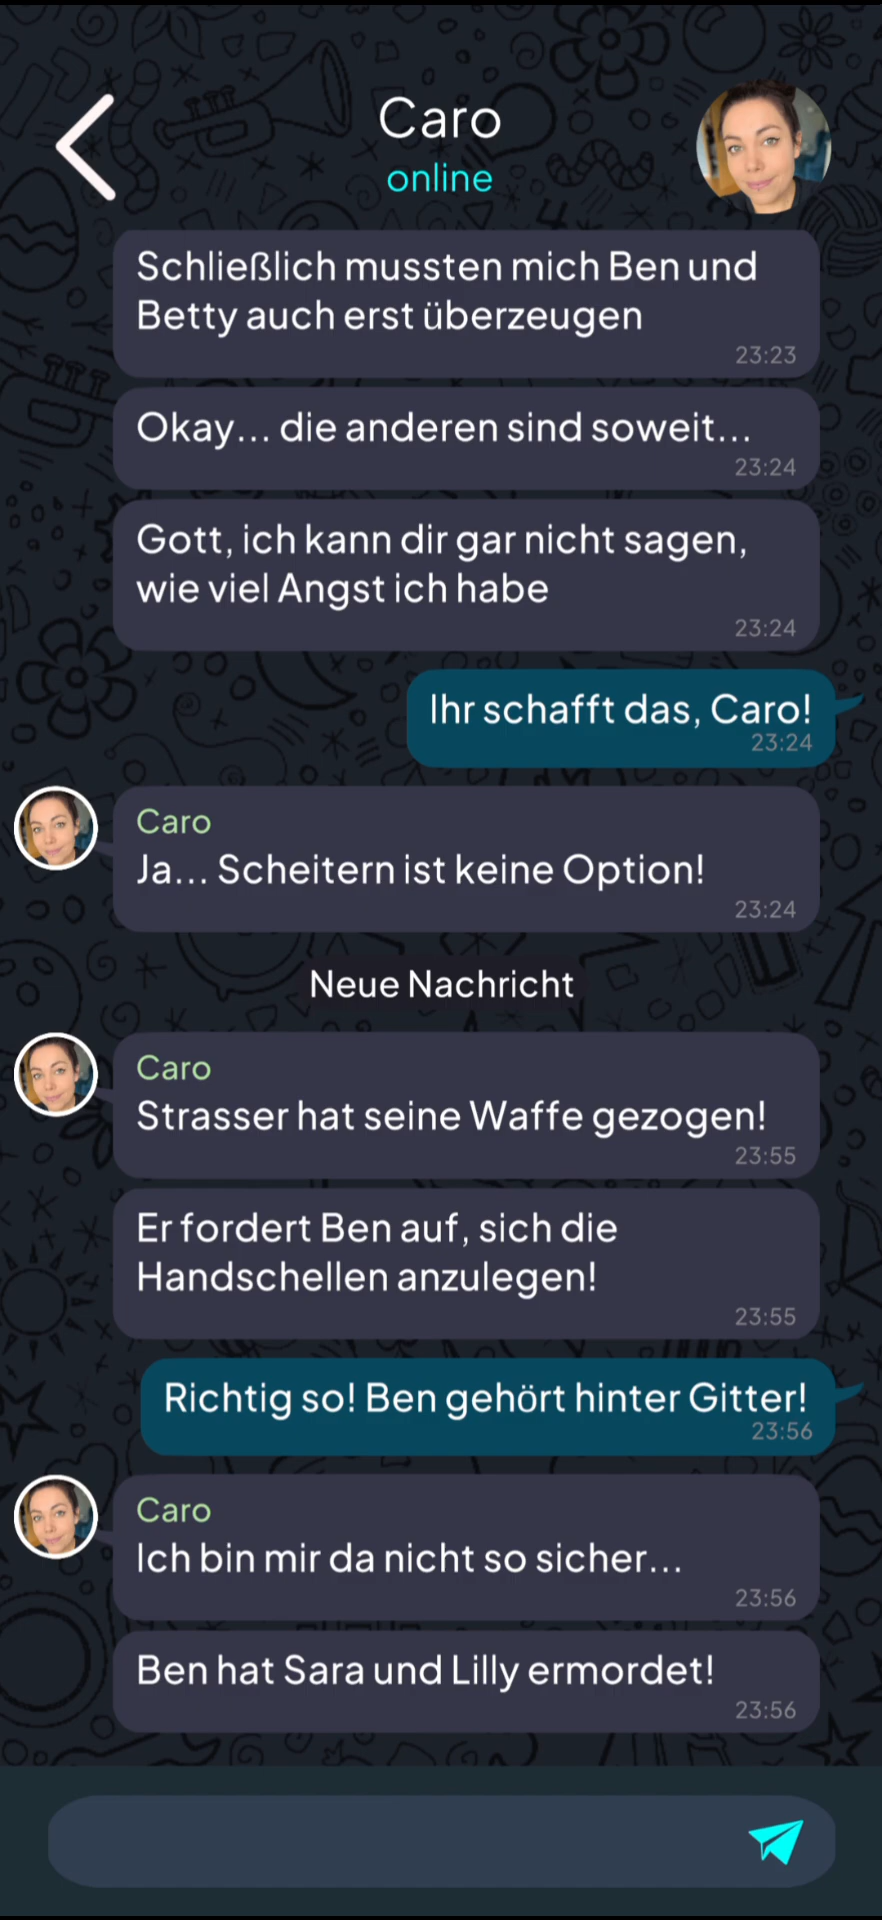 Caro
online
Schließlich mussten mich Ben und
Betty auch erst überzeugen
23:23
Okay... die anderen sind soweit...
23:24
Gott, ich kann dir gar nicht sagen,
wie viel Angst ich habe
23:24
Ihr schafft das, Caro!
23:24
Caro
Ja... Scheitern ist keine Option!
23:24
Neue Nachricht
Caro
Strasser hat seine Waffe gezogen!
23:55
Er fordert Ben auf, sich die
Handschellen anzulegen!
23:55
Richtig so! Ben gehört hinter Gitter!
23:56
Caro
Ich bin mir da nicht so sicher...
23:56
Ben hat Sara und Lilly ermordet!
23:56